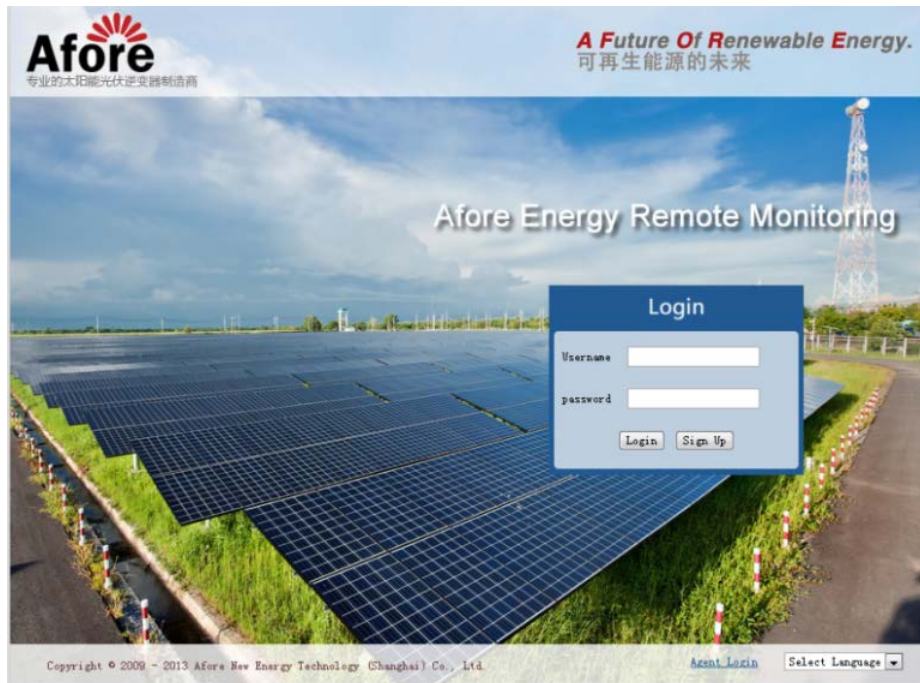 Afore
专业的太阳能光伏逆变器制造商
A Future Of Renewable Energy.
可再生能源的未来
Afore Energy Remote Monitoring
Login
Username
password
Login Sign Up
Copyright © 2009 - 2013 Afore New Energy Technology (Shanghai) Co., Ltd.
Agent Login Select Language